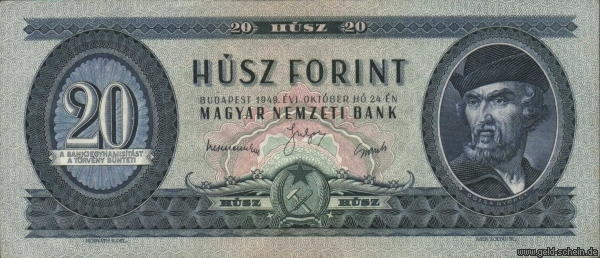 20 HÚSZ 20
HÚSZ FORINT
BUDAPEST 1949. ÉVI OKTÓBER HÓ 24-ÉN
MAGYAR NEMZETI BANK
20
A BANKJEGYHAMISÍTÁST
A TÖRVÉNY BÜNTETI
HÚSZ HÚSZ
www.geld-schein.de